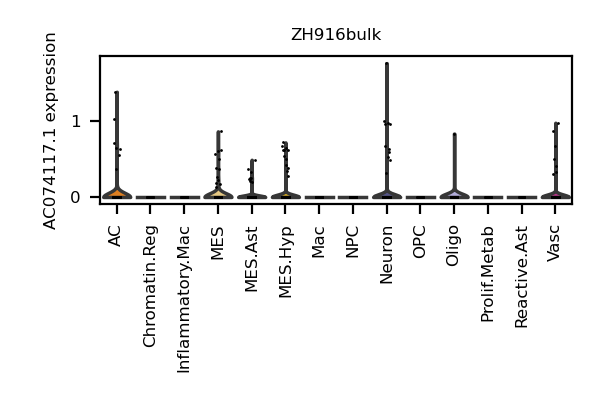 ZH916bulk
AC074117.1 expression
1
0
AC
Chromatin.Reg
Inflammatory.Mac
MES
MES.Ast
MES.Hyp
Mac
NPC
Neuron
OPC
Oligo
Prolif.Metab
Reactive.Ast
Vasc